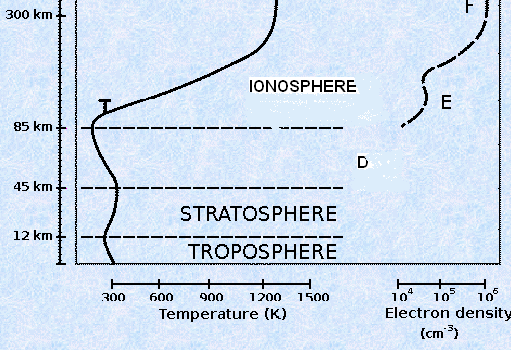 300 km
F
IONOSPHERE
T
E
85 km
D
45 km
STRATOSPHERE
12 km
TROPOSPHERE
300 600 900 1200 1500
Temperature (K)
10⁴ 10⁵ 10⁶
Electron density
(cm⁻³)